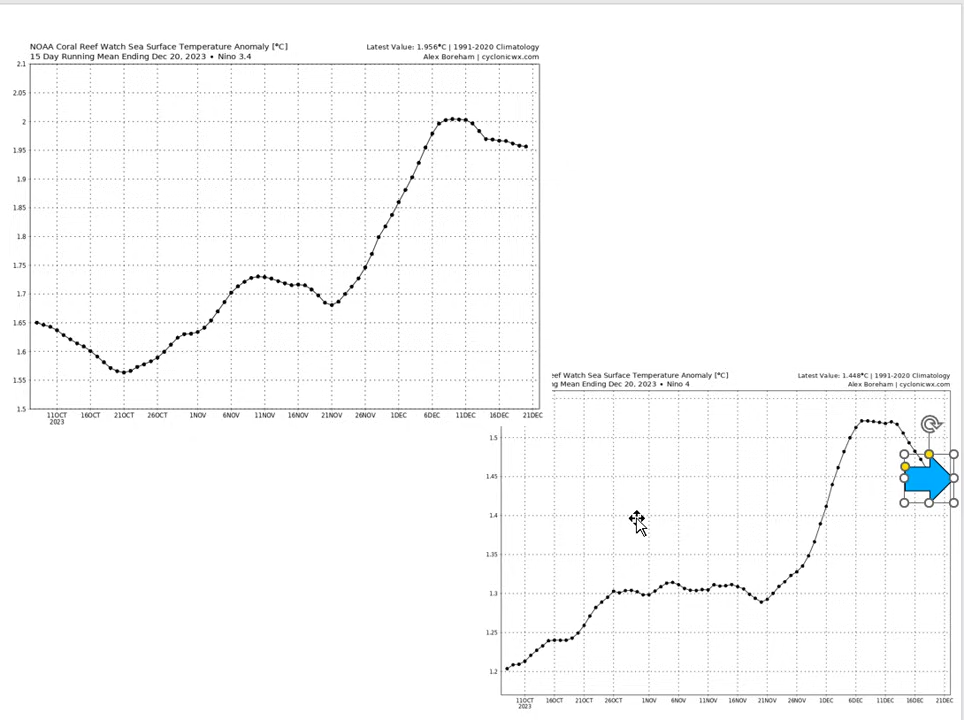 NOAA Coral Reef Watch Sea Surface Temperature Anomaly [°C]
Latest Value: 1.956°C | 1991-2020 Climatology
15 Day Running Mean Ending Dec 20, 2023 • Nino 3.4
Alex Boreham | cyclonicwx.com
2.1
2.05
2
1.95
1.9
1.85
1.8
1.75
1.7
1.65
1.6
1.55
1.5
11OCT 16OCT 21OCT 26OCT 1NOV 6NOV 11NOV 16NOV 21NOV 26NOV 1DEC 6DEC 11DEC 16DEC 21DEC
2023
ef Watch Sea Surface Temperature Anomaly [°C]
Latest Value: 1.448°C | 1991-2020 Climatology
g Mean Ending Dec 20, 2023 • Nino 4
Alex Boreham | cyclonicwx.com
1.5
1.45
1.4
1.35
1.3
1.25
1.2
11OCT 16OCT 21OCT 26OCT 1NOV 6NOV 11NOV 16NOV 21NOV 26NOV 1DEC 6DEC 11DEC 16DEC 21DEC
2023